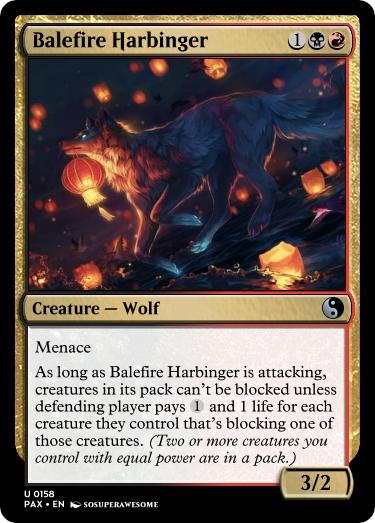 Balefire Harbinger 1
Creature — Wolf
Menace
As long as Balefire Harbinger is attacking,
creatures in its pack can't be blocked unless
defending player pays 1 and 1 life for each
creature they control that's blocking one of
those creatures. (Two or more creatures you
control with equal power are in a pack.)
3/2
U 0158
PAX • EN SOSUPERAWESOME